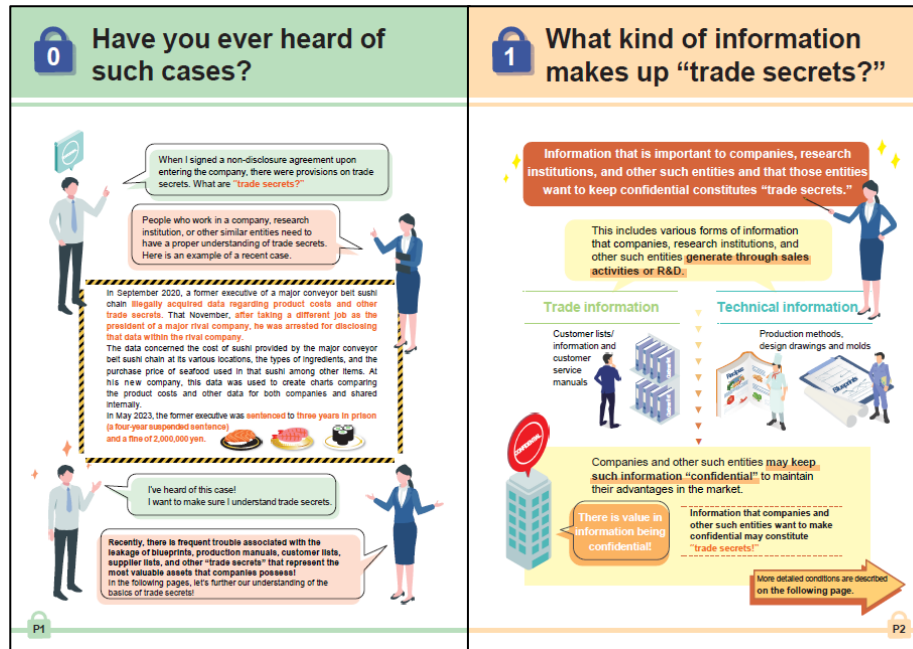 0
Have you ever heard of
such cases?
When I signed a non-disclosure agreement upon
entering the company, there were provisions on trade
secrets. What are "trade secrets?"
People who work in a company, research
institution, or other similar entities need to
have a proper understanding of trade secrets.
Here is an example of a recent case.
In September 2020, a former executive of a major conveyor belt sushi
chain illegally acquired data regarding product costs and other
trade secrets. That November, after taking a different job as the
president of a major rival company, he was arrested for disclosing
that data within the rival company.
The data concerned the cost of sushi provided by the major conveyor
belt sushi chain at its various locations, the types of ingredients, and the
purchase price of seafood used in that sushi among other items. At
his new company, this data was used to create charts comparing
the product costs and other data for both companies and shared
internally.
In May 2023, the former executive was sentenced to three years in prison
(a four-year suspended sentence)
and a fine of 2,000,000 yen.
I've heard of this case!
I want to make sure I understand trade secrets.
Recently, there is frequent trouble associated with the
leakage of blueprints, production manuals, customer lists,
supplier lists, and other "trade secrets" that represent the
most valuable assets that companies possess!
In the following pages, let's further our understanding of the
basics of trade secrets!
P1
1
What kind of information
makes up “trade secrets?”
Information that is important to companies, research
institutions, and other such entities and that those entities
want to keep confidential constitutes “trade secrets.”
This includes various forms of information
that companies, research institutions, and
other such entities generate through sales
activities or R&D.
Trade information
Customer lists/
information and
customer
service
manuals
Technical information
Production methods,
design drawings and molds
Recipes
Blueprints
CONFIDENTIAL
Companies and other such entities may keep
such information “confidential” to maintain
their advantages in the market.
There is value in
information being
confidential!
Information that companies and
other such entities want to make
confidential may constitute
"trade secrets!"
More detailed conditions are described
on the following page.
P2